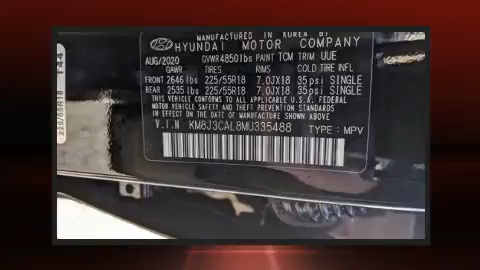 MANUFACTURED IN KOREA BY
HYUNDAI MOTOR COMPANY
AUG/2020 GVWR4850lbs PAINT TCM TRIM UUE
GAWR TIRES RIMS COLD TIRE INFL
FRONT 2646lbs 225/55R18 7.0JX18 35psi SINGLE
REAR 2535lbs 225/55R18 7.0JX18 35psi SINGLE
THIS VEHICLE CONFORMS TO ALL APPLICABLE U.S. FEDERAL
MOTOR VEHICLE SAFETY AND THEFT PREVENTION STANDARDS
IN EFFECT ON THE DATE OF MANUFACTURE SHOWN ABOVE
V.I.N KM8J3CAL8MU335488 TYPE : MPV
225/55R18 144